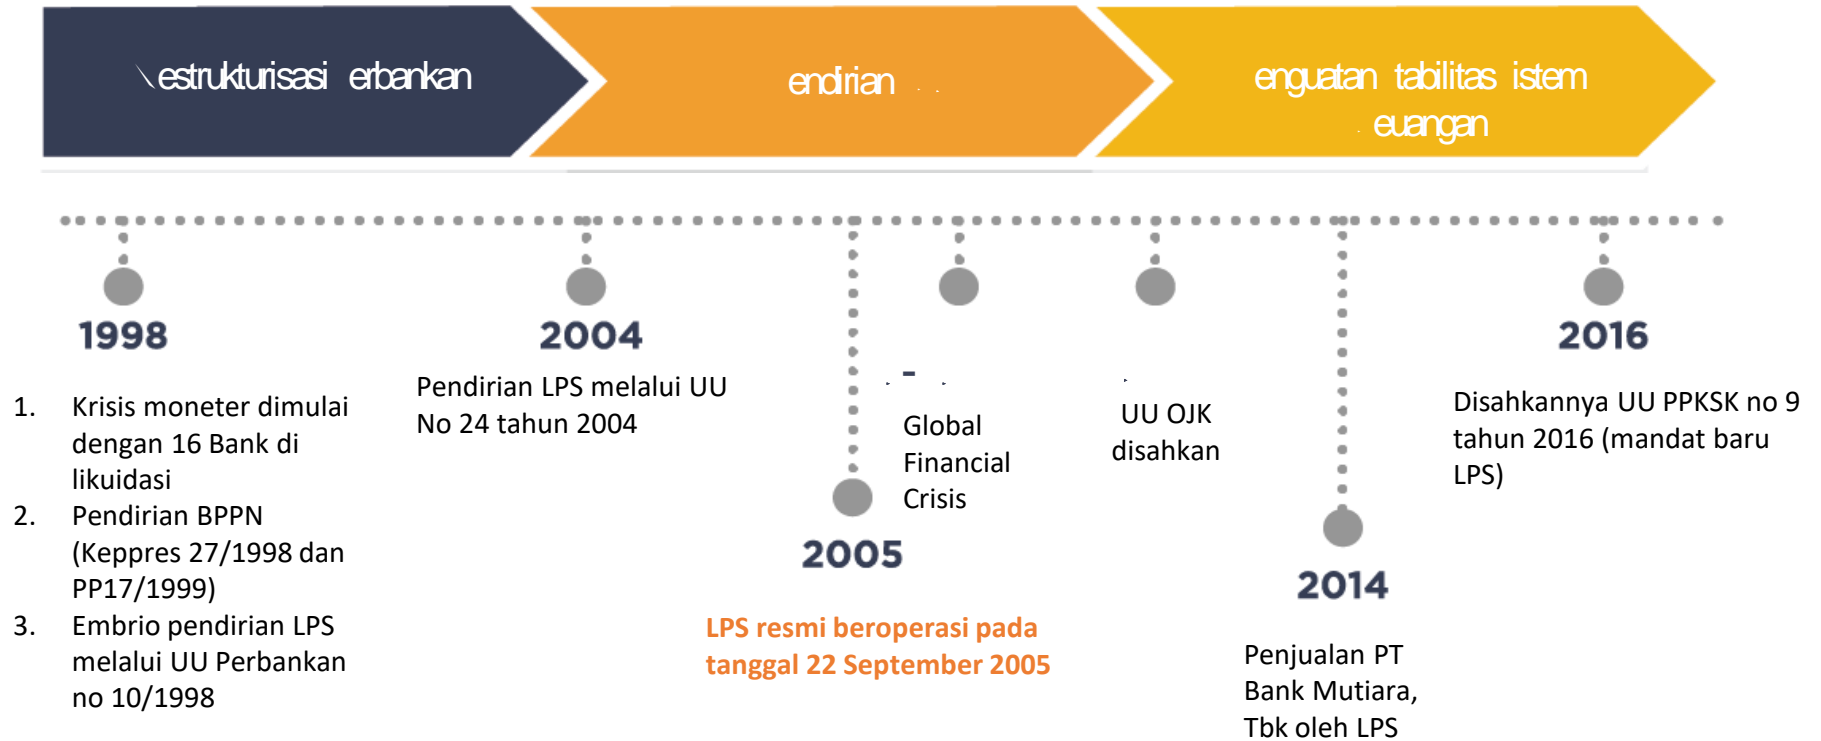 estrukturisasi erbankan
endirian
enguatan tabilitas istem
euangan
1998
1. Krisis moneter dimulai
dengan 16 Bank di
likuidasi
2. Pendirian BPPN
(Keppres 27/1998 dan
PP17/1999)
3. Embrio pendirian LPS
melalui UU Perbankan
no 10/1998
2004
Pendirian LPS melalui UU
No 24 tahun 2004
2005
LPS resmi beroperasi pada
tanggal 22 September 2005
-
Global
Financial
Crisis
UU OJK
disahkan
2014
Penjualan PT
Bank Mutiara,
Tbk oleh LPS
2016
Disahkannya UU PPKSK no 9
tahun 2016 (mandat baru
LPS)